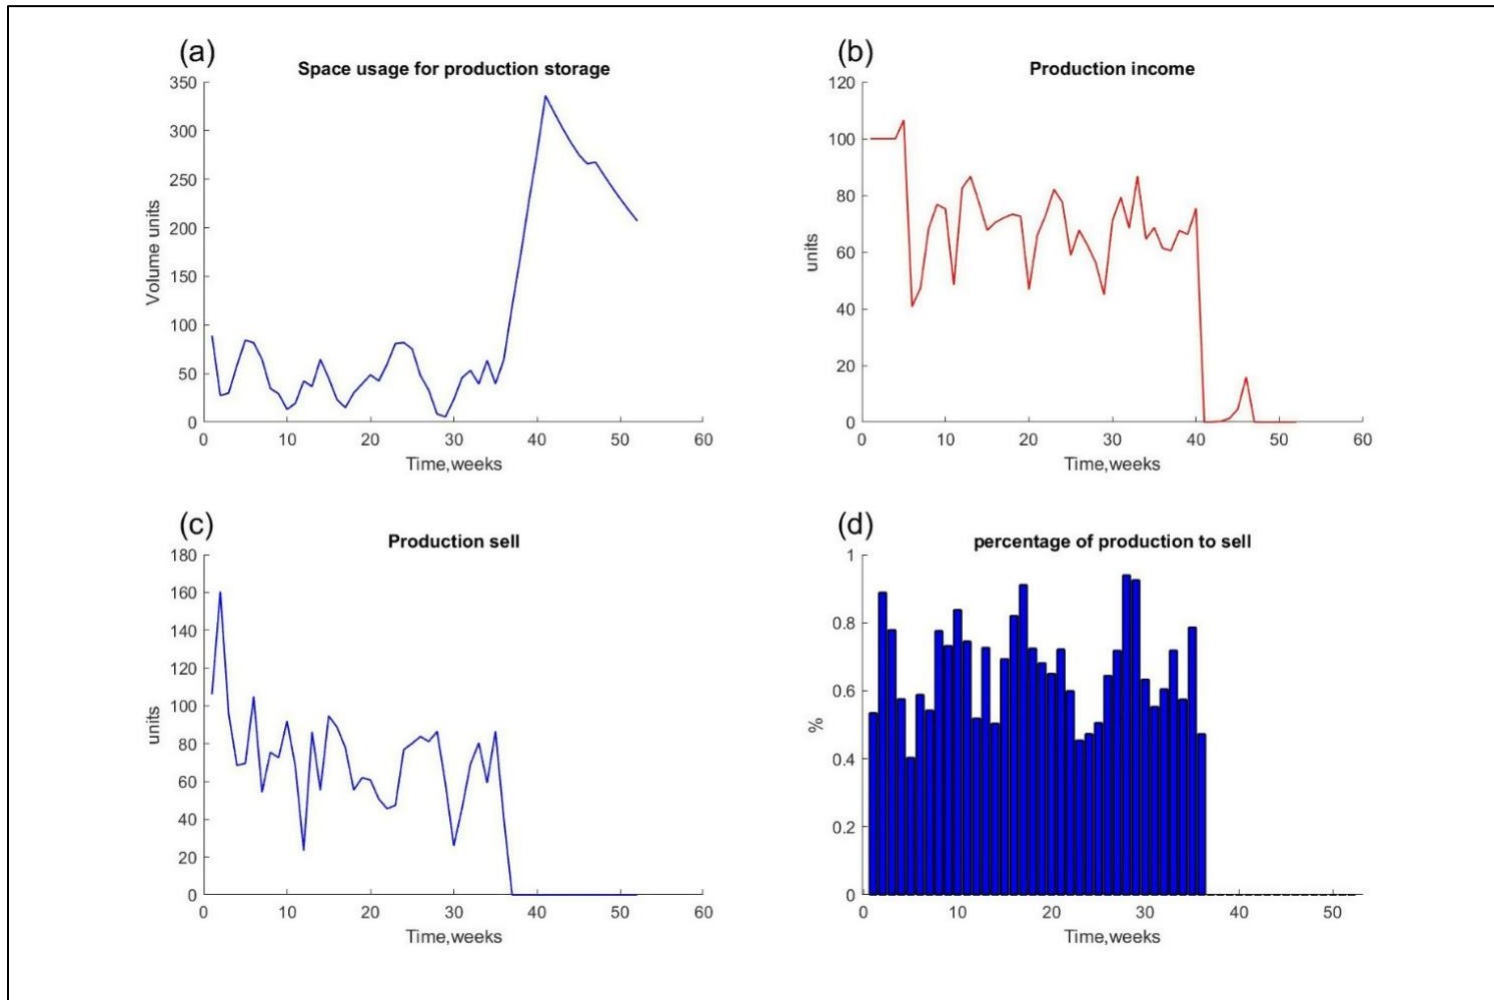 (a)
Space usage for production storage
350
300
250
200
150
100
50
0
Volume units
0 10 20 30 40 50 60
Time,weeks
(b)
Production income
120
100
80
60
40
20
0
units
0 10 20 30 40 50 60
Time,weeks
(c)
Production sell
180
160
140
120
100
80
60
40
20
0
units
0 10 20 30 40 50 60
Time,weeks
(d)
percentage of production to sell
1
0.8
0.6
0.4
0.2
0
%
0 10 20 30 40 50
Time,weeks